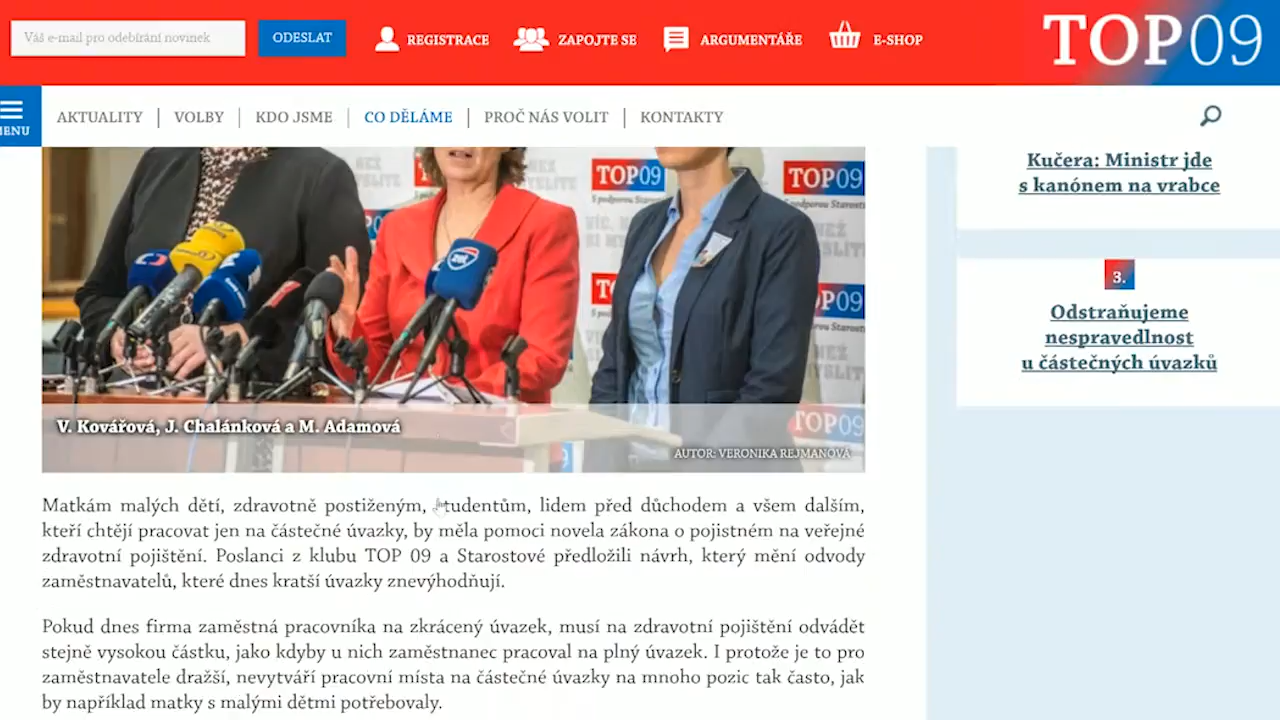 Váš e-mail pro odebírání novinek
ODESLAT
REGISTRACE
ZAPOJTE SE
ARGUMENTÁŘE
E-SHOP
TOP09
MENU
AKTUALITY
VOLBY
KDO JSME
CO DĚLÁME
PROČ NÁS VOLIT
KONTAKTY
TOP09
TOP09
V. Kovářová, J. Chalánková a M. Adamová
AUTOR: VERONIKA REJMANOVÁ
Matkám malých dětí, zdravotně postiženým, studentům, lidem před důchodem a všem dalším,
kteří chtějí pracovat jen na částečné úvazky, by měla pomoci novela zákona o pojistném na veřejné
zdravotní pojištění. Poslanci z klubu TOP 09 a Starostové předložili návrh, který mění odvody
zaměstnavatelů, které dnes kratší úvazky znevýhodňují.
Pokud dnes firma zaměstná pracovníka na zkrácený úvazek, musí na zdravotní pojištění odvádět
stejně vysokou částku, jako kdyby u nich zaměstnanec pracoval na plný úvazek. I protože je to pro
zaměstnavatele dražší, nevytváří pracovní místa na částečné úvazky na mnoho pozic tak často, jak
by například matky s malými dětmi potřebovaly.
Kučera: Ministr jde
s kanónem na vrabce
3.
Odstraňujeme
nespravedlnost
u částečných úvazků